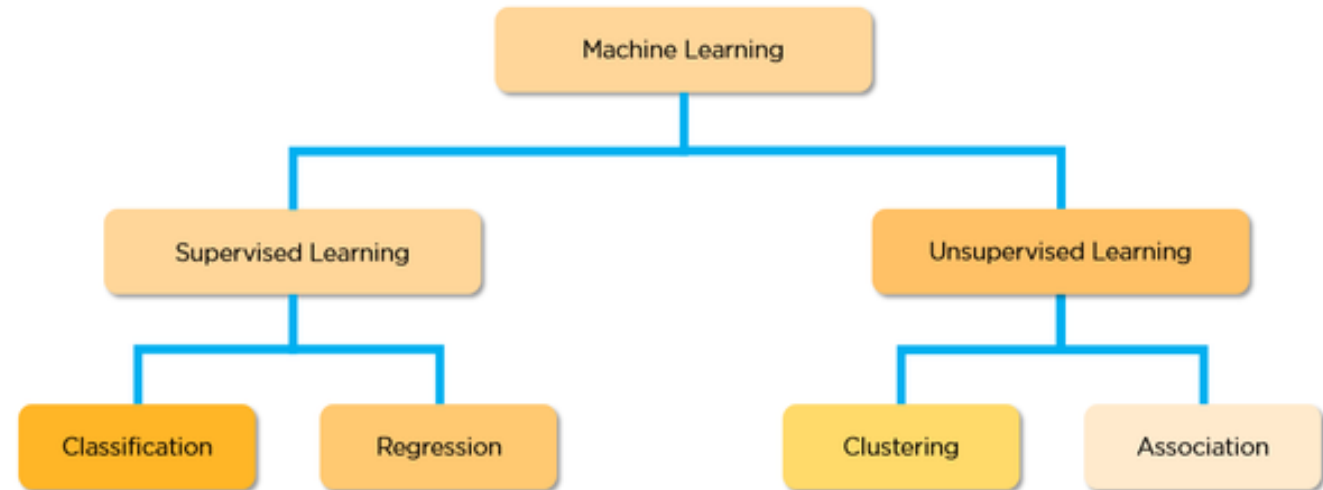 Machine Learning
Supervised Learning
Unsupervised Learning
Classification
Regression
Clustering
Association